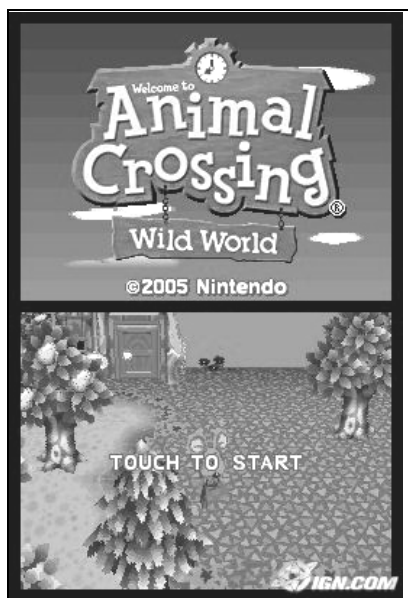 Welcome to
Animal
Crossing®
Wild World
©2005 Nintendo
TOUCH TO START
IGN.COM